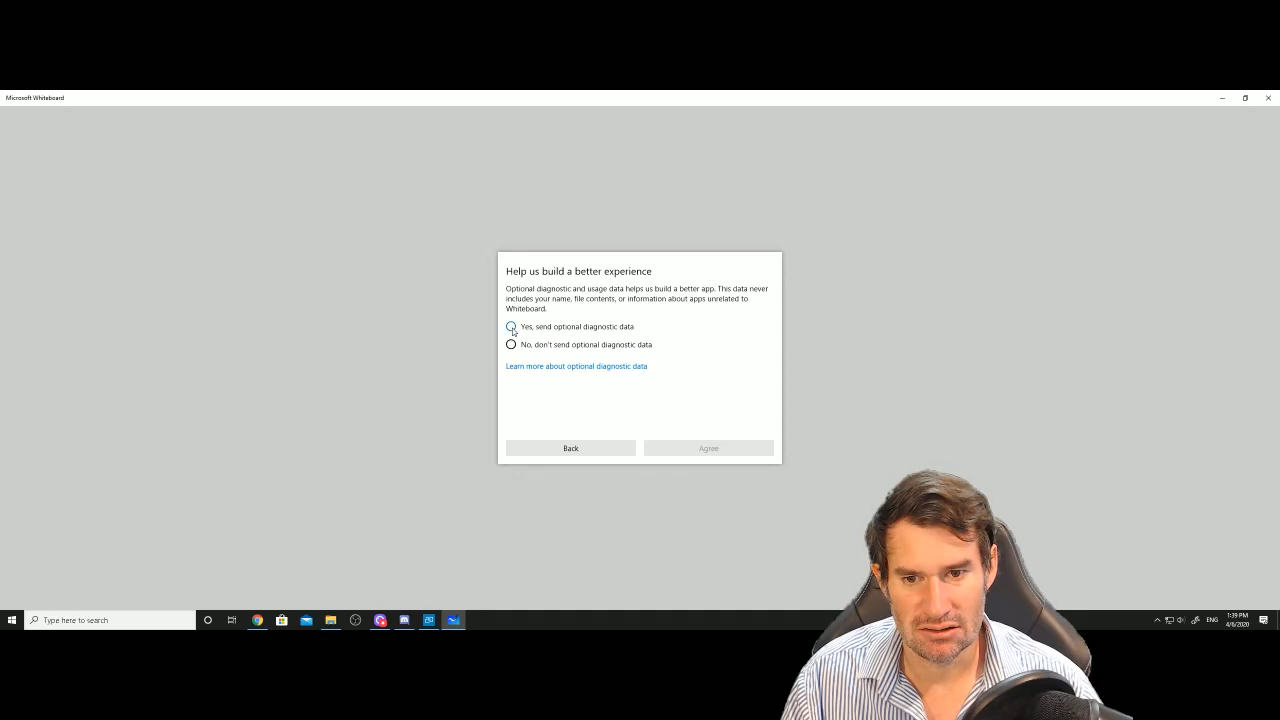 Microsoft Whiteboard
Help us build a better experience
Optional diagnostic and usage data helps us build a better app. This data never
includes your name, file contents, or information about apps unrelated to
Whiteboard.
Yes, send optional diagnostic data
No, don't send optional diagnostic data
Learn more about optional diagnostic data
Back
Agree
Type here to search
ENG
1:39 PM
4/6/2020